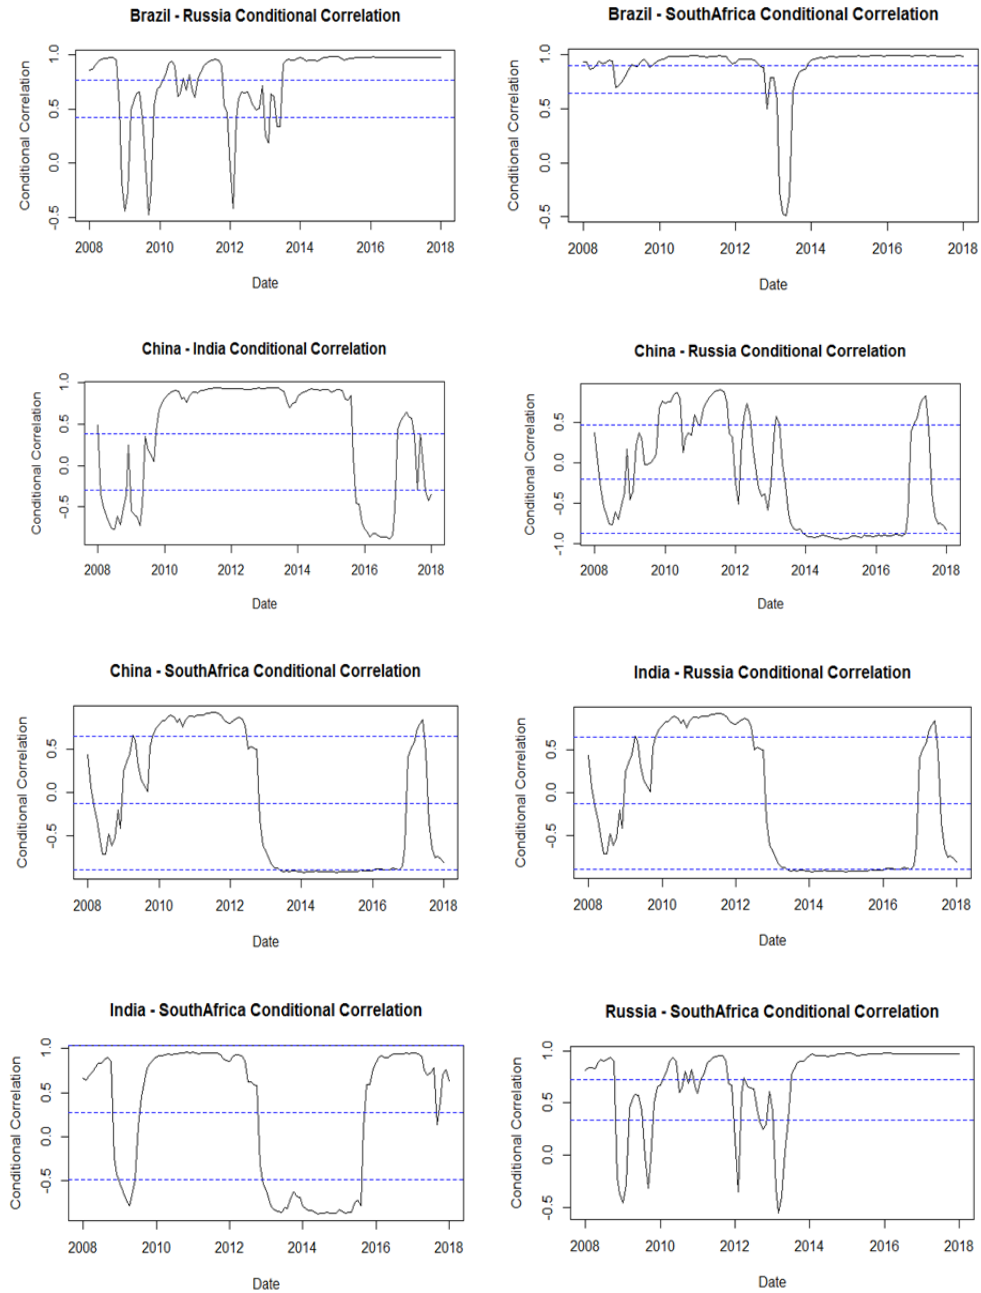 Brazil - Russia Conditional Correlation
Conditional Correlation
1.0
0.5
0.0
-0.5
2008 2010 2012 2014 2016 2018
Date
Brazil - SouthAfrica Conditional Correlation
Conditional Correlation
1.0
0.5
0.0
-0.5
2008 2010 2012 2014 2016 2018
Date
China - India Conditional Correlation
Conditional Correlation
1.0
0.5
0.0
-0.5
2008 2010 2012 2014 2016 2018
Date
China - Russia Conditional Correlation
Conditional Correlation
0.5
0.0
-0.5
-1.0
2008 2010 2012 2014 2016 2018
Date
China - SouthAfrica Conditional Correlation
Conditional Correlation
0.5
0.0
-0.5
2008 2010 2012 2014 2016 2018
Date
India - Russia Conditional Correlation
Conditional Correlation
0.5
0.0
-0.5
2008 2010 2012 2014 2016 2018
Date
India - SouthAfrica Conditional Correlation
Conditional Correlation
1.0
0.5
0.0
-0.5
2008 2010 2012 2014 2016 2018
Date
Russia - SouthAfrica Conditional Correlation
Conditional Correlation
1.0
0.5
0.0
-0.5
2008 2010 2012 2014 2016 2018
Date